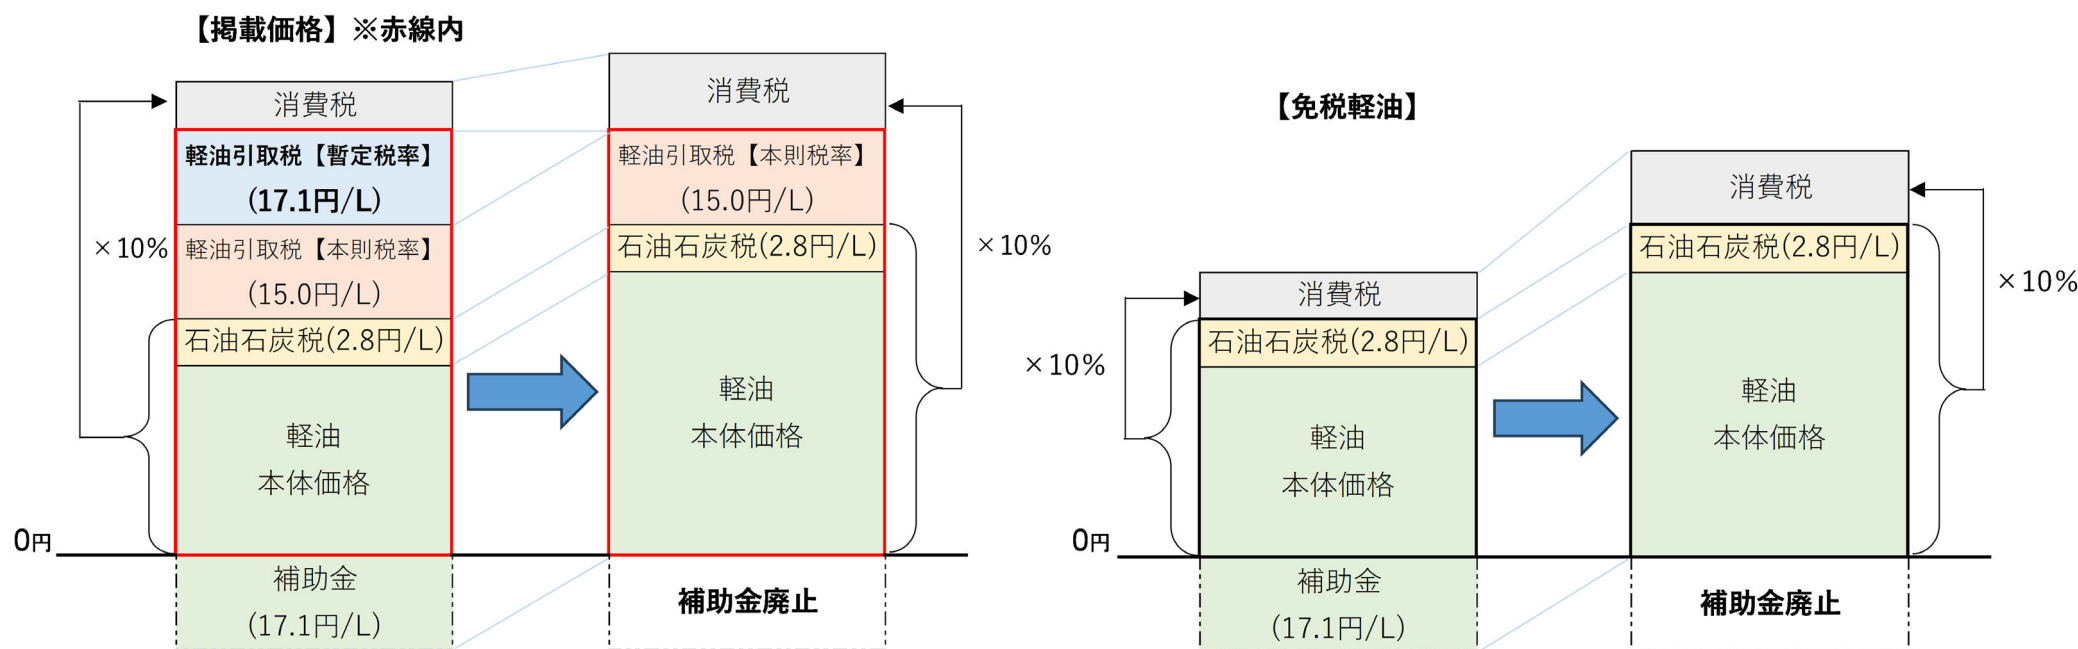 【掲載価格】※赤線内
消費税
軽油引取税【暫定税率】
(17.1円/L)
軽油引取税【本則税率】
(15.0円/L)
石油石炭税(2.8円/L)
軽油
本体価格
×10%
0円
補助金
(17.1円/L)
消費税
軽油引取税【本則税率】
(15.0円/L)
石油石炭税(2.8円/L)
軽油
本体価格
×10%
補助金廃止
【免税軽油】
消費税
石油石炭税(2.8円/L)
軽油
本体価格
×10%
0円
補助金
(17.1円/L)
消費税
石油石炭税(2.8円/L)
軽油
本体価格
×10%
補助金廃止